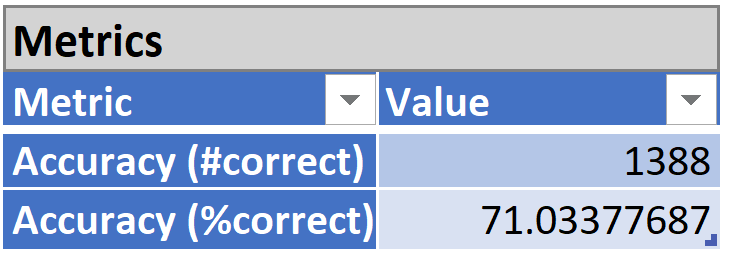 Metrics
Metric Value
Accuracy (#correct) 1388
Accuracy (%correct) 71.03377687